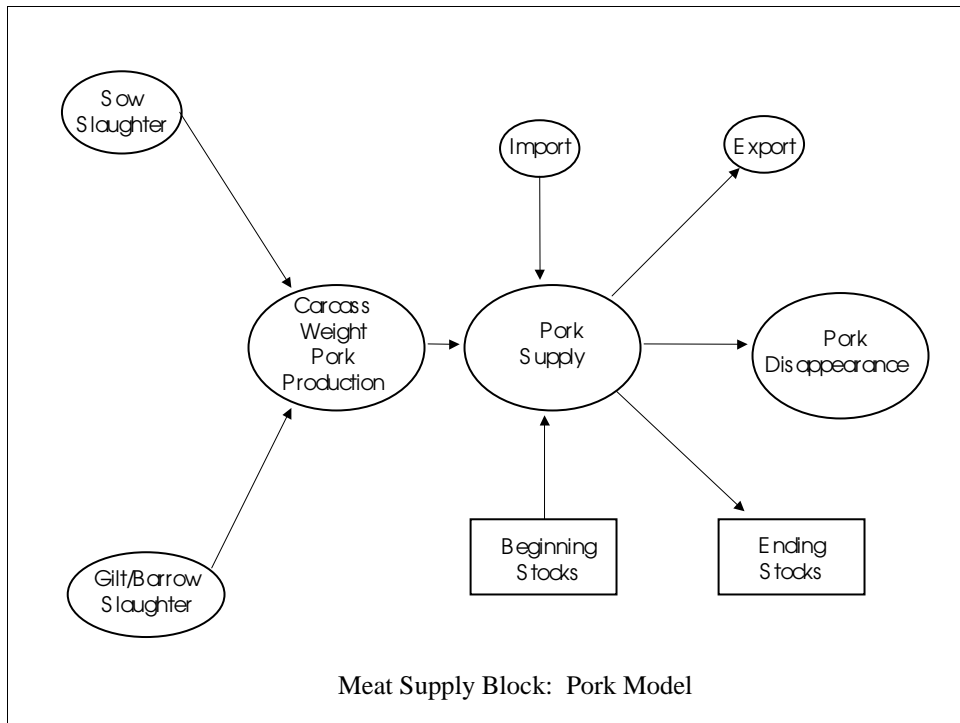 Sow
Slaughter
Import
Export
Carcass
Weight
Pork
Production
Pork
Supply
Pork
Disappearance
Beginning
Stocks
Ending
Stocks
Gilt/Barrow
Slaughter
Meat Supply Block: Pork Model